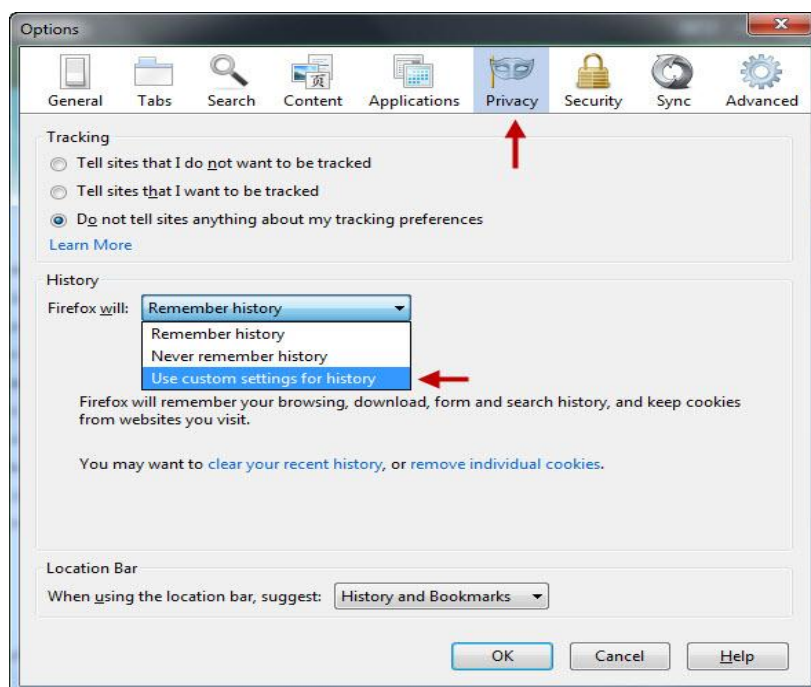 Options
General Tabs Search Content Applications Privacy Security Sync Advanced
Tracking
Tell sites that I do not want to be tracked
Tell sites that I want to be tracked
Do not tell sites anything about my tracking preferences
Learn More
History
Firefox will: Remember history
Remember history
Never remember history
Use custom settings for history
Firefox will remember your browsing, download, form and search history, and keep cookies
from websites you visit.
You may want to clear your recent history, or remove individual cookies.
Location Bar
When using the location bar, suggest: History and Bookmarks
OK Cancel Help